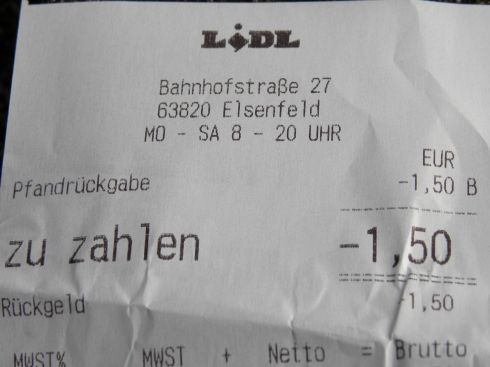 LIDL
Bahnhofstraße 27
63820 Elsenfeld
MO - SA 8 - 20 UHR
EUR
Pfandrückgabe -1,50 B
zu zahlen -1,50
Rückgeld -1,50
MWST% MWST + Netto = Brutto